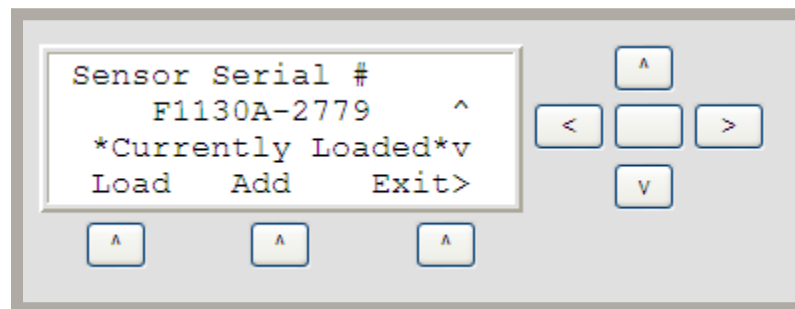 Sensor Serial #
F1130A-2779 ^
*Currently Loaded*v
Load Add Exit>
^
< >
v
^ ^ ^